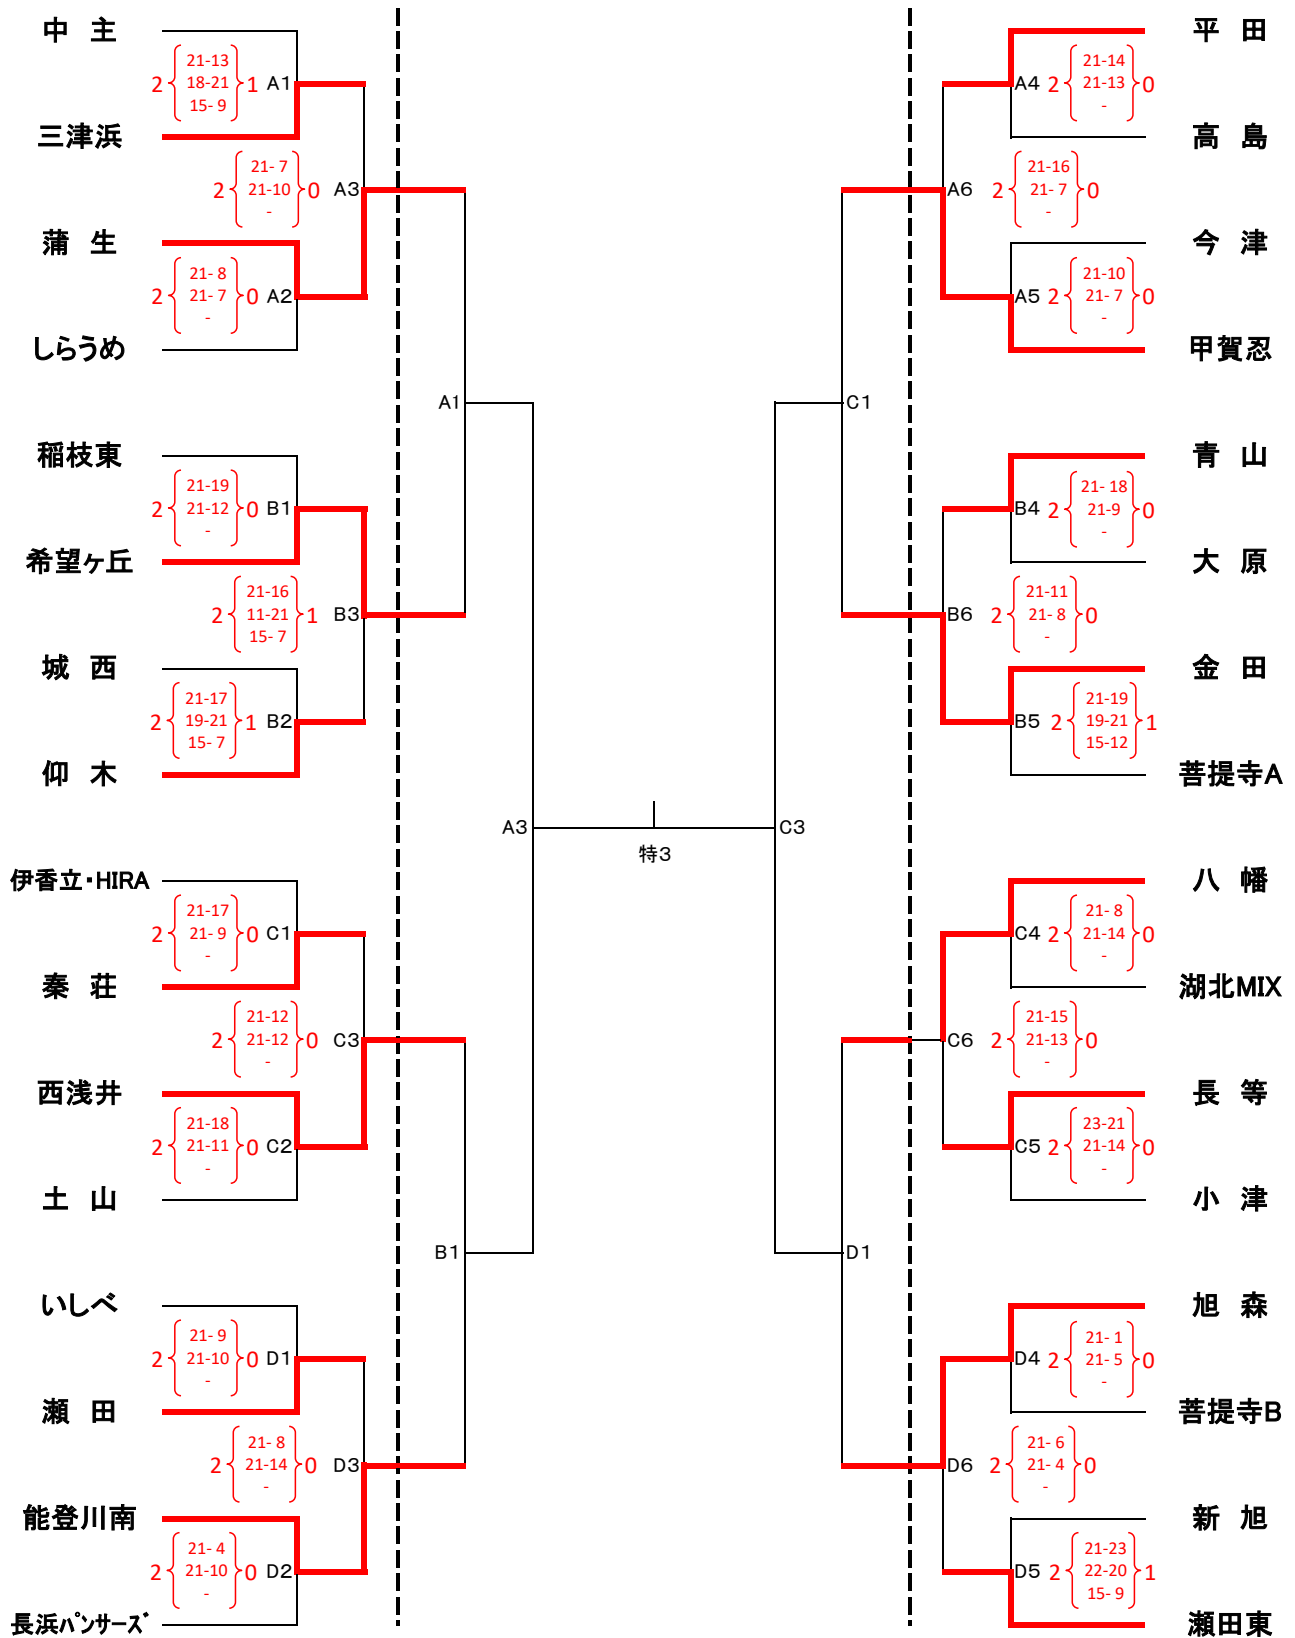 中 主
2 21-13 18-21 15- 9 1 A1
三津浜
2 21- 7 21-10 - 0 A3
蒲 生
2 21- 8 21- 7 - 0 A2
しらうめ
A1
稲枝東
2 21-19 21-12 - 0 B1
希望ヶ丘
2 21-16 11-21 15- 7 1 B3
城 西
2 21-17 19-21 15- 7 1 B2
仰 木
A3
伊香立・HIRA
2 21-17 21- 9 - 0 C1
秦 荘
2 21-12 21-12 - 0 C3
西浅井
2 21-18 21-11 - 0 C2
土 山
B1
いしべ
2 21- 9 21-10 - 0 D1
瀬 田
2 21- 8 21-14 - 0 D3
能登川南
2 21- 4 21-10 - 0 D2
長浜パンサーズ
特3
平 田
A4 2 21-14 21-13 - 0
高 島
A6 2 21-16 21- 7 - 0
今 津
A5 2 21-10 21- 7 - 0
甲賀忍
C1
青 山
B4 2 21- 18 21-9 - 0
大 原
B6 2 21-11 21- 8 - 0
金 田
B5 2 21-19 19-21 15-12 1
菩提寺A
C3
八 幡
C4 2 21- 8 21-14 - 0
湖北MIX
C6 2 21-15 21-13 - 0
長 等
C5 2 23-21 21-14 - 0
小 津
D1
旭 森
D4 2 21- 1 21- 5 - 0
菩提寺B
D6 2 21- 6 21- 4 - 0
新 旭
D5 2 21-23 22-20 15- 9 1
瀬田東